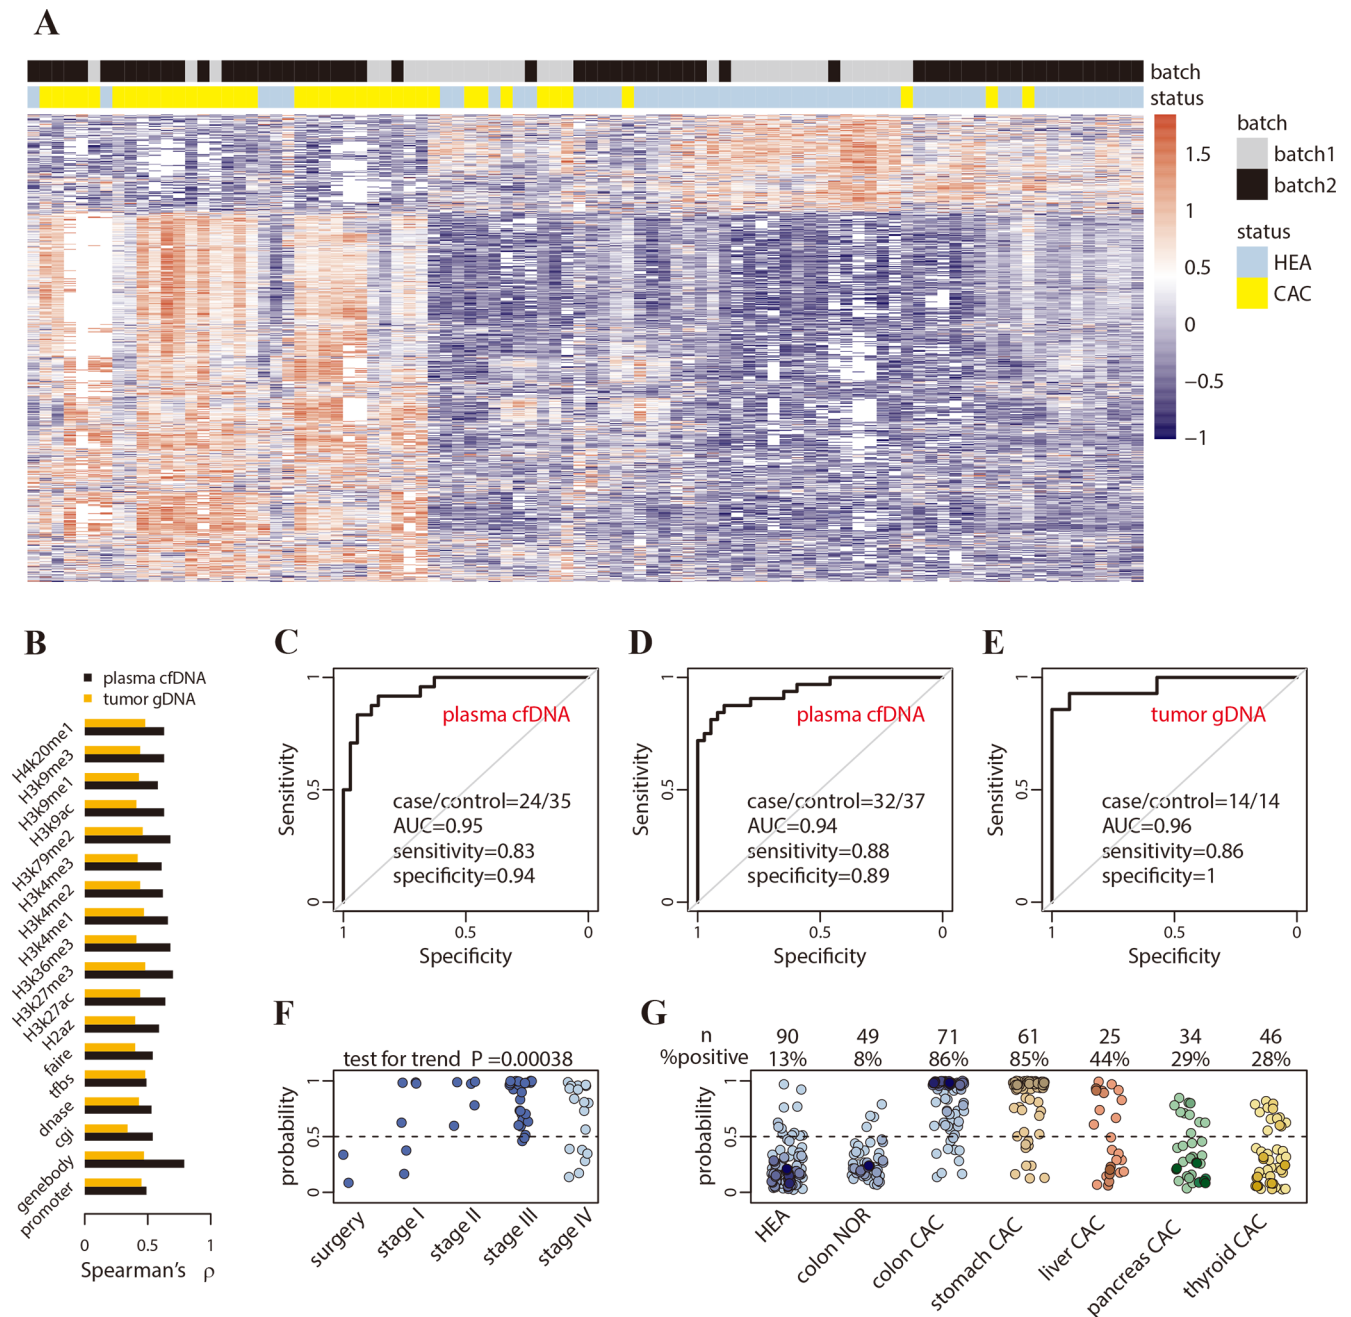 A
batch
status
1.5
1
0.5
0
−0.5
−1
batch
batch1
batch2
status
HEA
CAC
B
plasma cfDNA
tumor gDNA
H4k20me1
H3k9me3
H3k9me1
H3k9ac
H3k79me2
H3k4me3
H3k4me2
H3k4me1
H3k36me3
H3k27me3
H3k27ac
H2az
faire
tfbs
dnase
cgi
genebody
promoter
0 0.5 1
Spearman's ρ
C
plasma cfDNA
case/control=24/35
AUC=0.95
sensitivity=0.83
specificity=0.94
Sensitivity
0 0.5 1
1 0.5 0
Specificity
D
plasma cfDNA
case/control=32/37
AUC=0.94
sensitivity=0.88
specificity=0.89
Sensitivity
0 0.5 1
1 0.5 0
Specificity
E
tumor gDNA
case/control=14/14
AUC=0.96
sensitivity=0.86
specificity=1
Sensitivity
0 0.5 1
1 0.5 0
Specificity
F
test for trend P =0.00038
probability
0 0.5 1
surgery
stage I
stage II
stage III
stage IV
G
n 90 49 71 61 25 34 46
%positive 13% 8% 86% 85% 44% 29% 28%
probability
0 0.5 1
HEA
colon NOR
colon CAC
stomach CAC
liver CAC
pancreas CAC
thyroid CAC